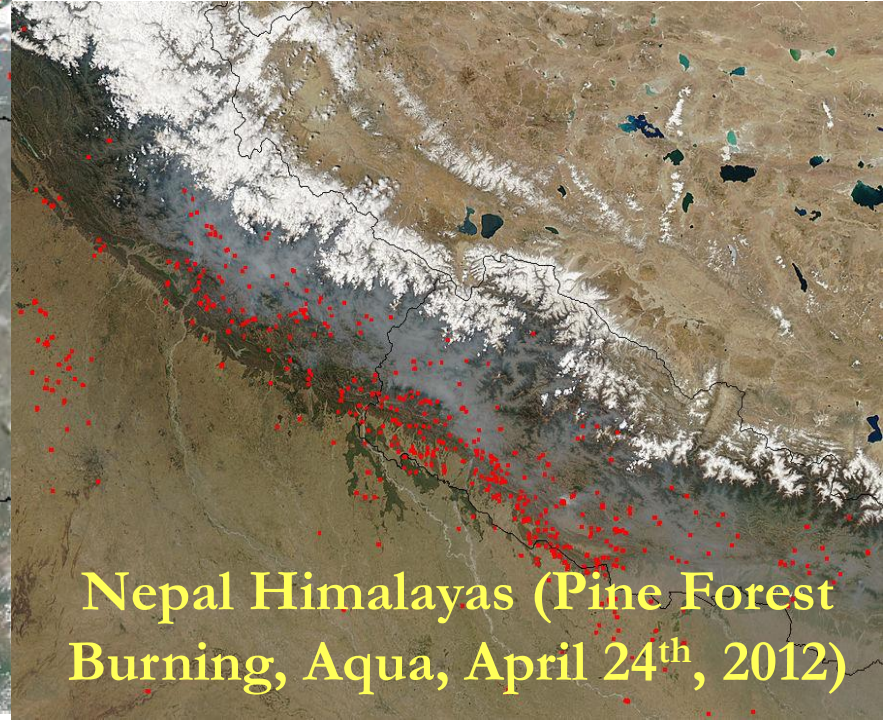 Nepal Himalayas (Pine Forest
Burning, Aqua, April 24th, 2012)